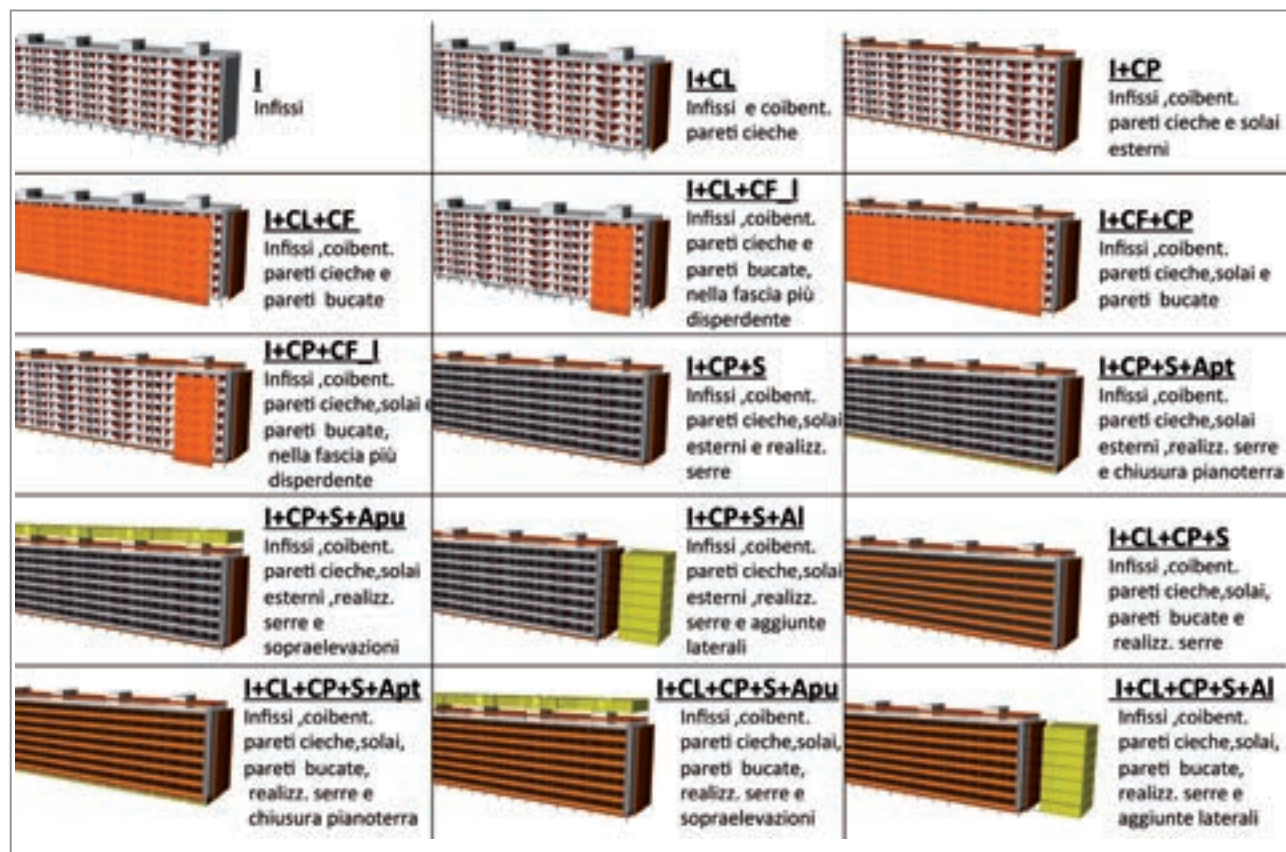 I
Infissi
I+CL
Infissi e coibent.
pareti cieche
I+CP
Infissi ,coibent.
pareti cieche e solai
esterni
I+CL+CF
Infissi ,coibent.
pareti cieche e
pareti bucate
I+CL+CF_l
Infissi ,coibent.
pareti cieche e
pareti bucate,
nella fascia più
disperdente
I+CF+CP
Infissi ,coibent.
pareti cieche,solai e
pareti bucate
I+CP+CF_l
Infissi ,coibent.
pareti cieche,solai e
pareti bucate,
nella fascia più
disperdente
I+CP+S
Infissi ,coibent.
pareti cieche,solai
esterni e realizz.
serre
I+CP+S+Apt
Infissi ,coibent.
pareti cieche,solai
esterni ,realizz. serre
e chiusura pianoterra
I+CP+S+Apu
Infissi ,coibent.
pareti cieche,solai
esterni ,realizz.
serre e
sopraelevazioni
I+CP+S+Al
Infissi ,coibent.
pareti cieche,solai
esterni ,realizz.
serre e aggiunte
laterali
I+CL+CP+S
Infissi ,coibent.
pareti cieche,solai,
pareti bucate e
realizz. serre
I+CL+CP+S+Apt
Infissi ,coibent.
pareti cieche,solai,
pareti bucate,
realizz. serre e
chiusura pianoterra
I+CL+CP+S+Apu
Infissi ,coibent.
pareti cieche,solai,
pareti bucate,
realizz. serre e
sopraelevazioni
I+CL+CP+S+Al
Infissi ,coibent.
pareti cieche,solai,
pareti bucate,
realizz. serre e
aggiunte laterali